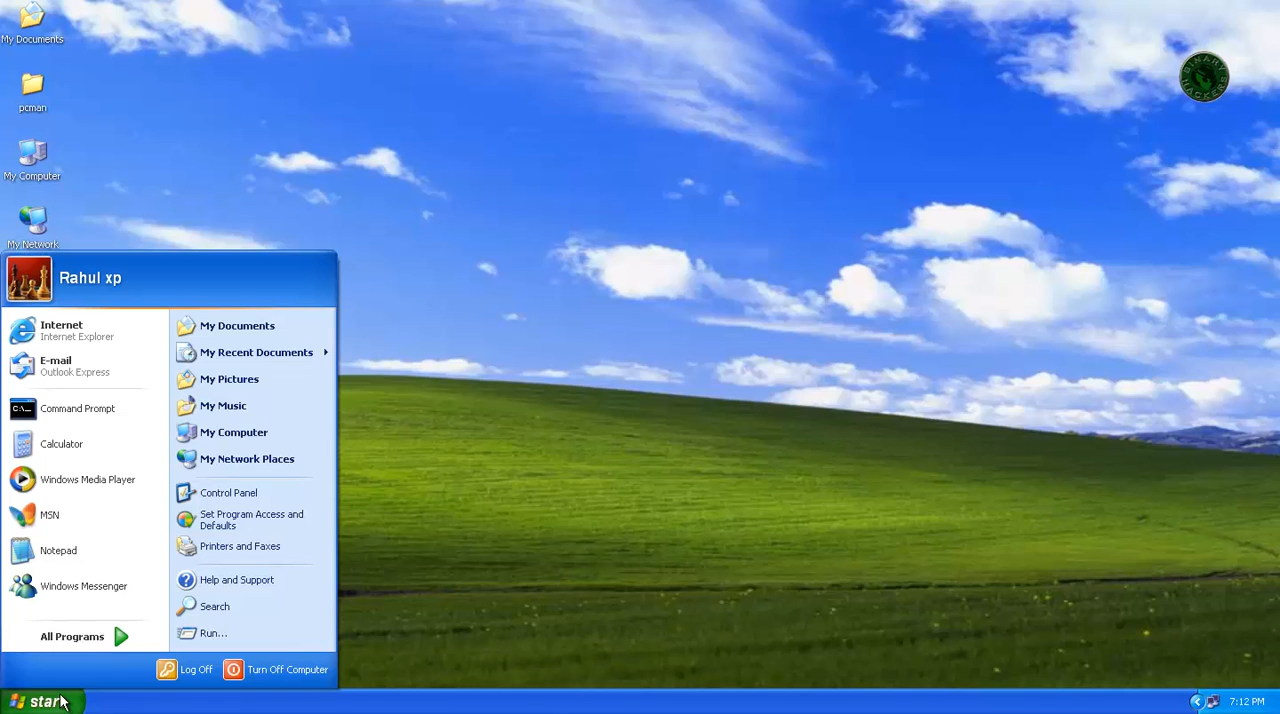 My Documents
pcman
My Computer
My Network
Rahul xp
Internet
Internet Explorer
E-mail
Outlook Express
Command Prompt
Calculator
Windows Media Player
MSN
Notepad
Windows Messenger
All Programs
My Documents
My Recent Documents
My Pictures
My Music
My Computer
My Network Places
Control Panel
Set Program Access and
Defaults
Printers and Faxes
Help and Support
Search
Run...
Log Off
Turn Off Computer
start
7:12 PM
BINARY
HACKERS
C:\_